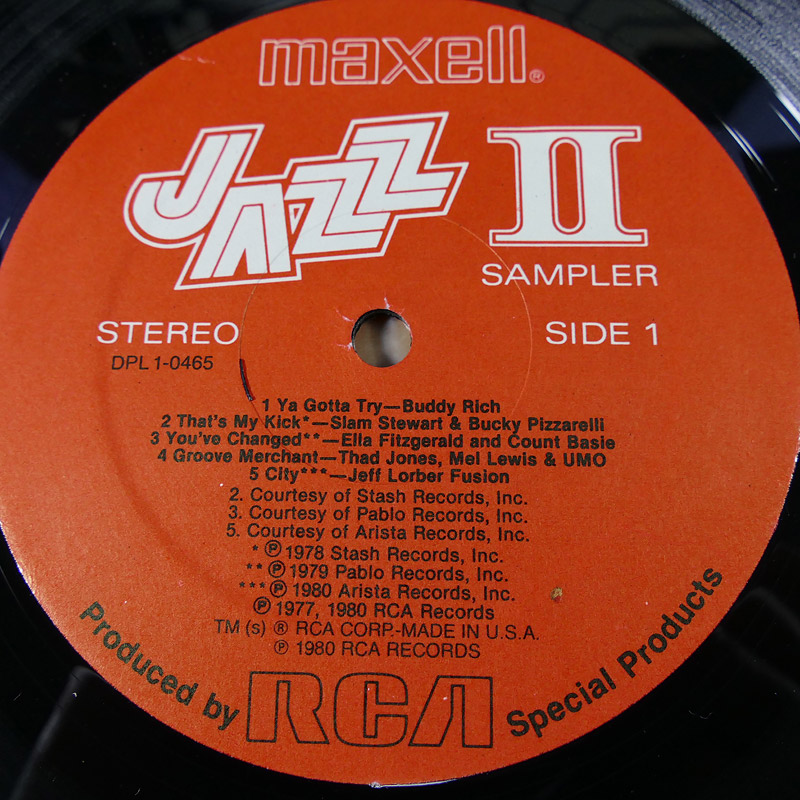 maxell®
JAZZ II
SAMPLER
STEREO
SIDE 1
DPL 1-0465
1 Ya Gotta Try—Buddy Rich
2 That's My Kick*—Slam Stewart & Bucky Pizzarelli
3 You've Changed**—Ella Fitzgerald and Count Basie
4 Groove Merchant—Thad Jones, Mel Lewis & UMO
5 City***—Jeff Lorber Fusion
2. Courtesy of Stash Records, Inc.
3. Courtesy of Pablo Records, Inc.
5. Courtesy of Arista Records, Inc.
* ℗ 1978 Stash Records, Inc.
** ℗ 1979 Pablo Records, Inc.
*** ℗ 1980 Arista Records, Inc.
℗ 1977, 1980 RCA Records
TM (s) ® RCA CORP.-MADE IN U.S.A.
℗ 1980 RCA RECORDS
Produced by RCA Special Products